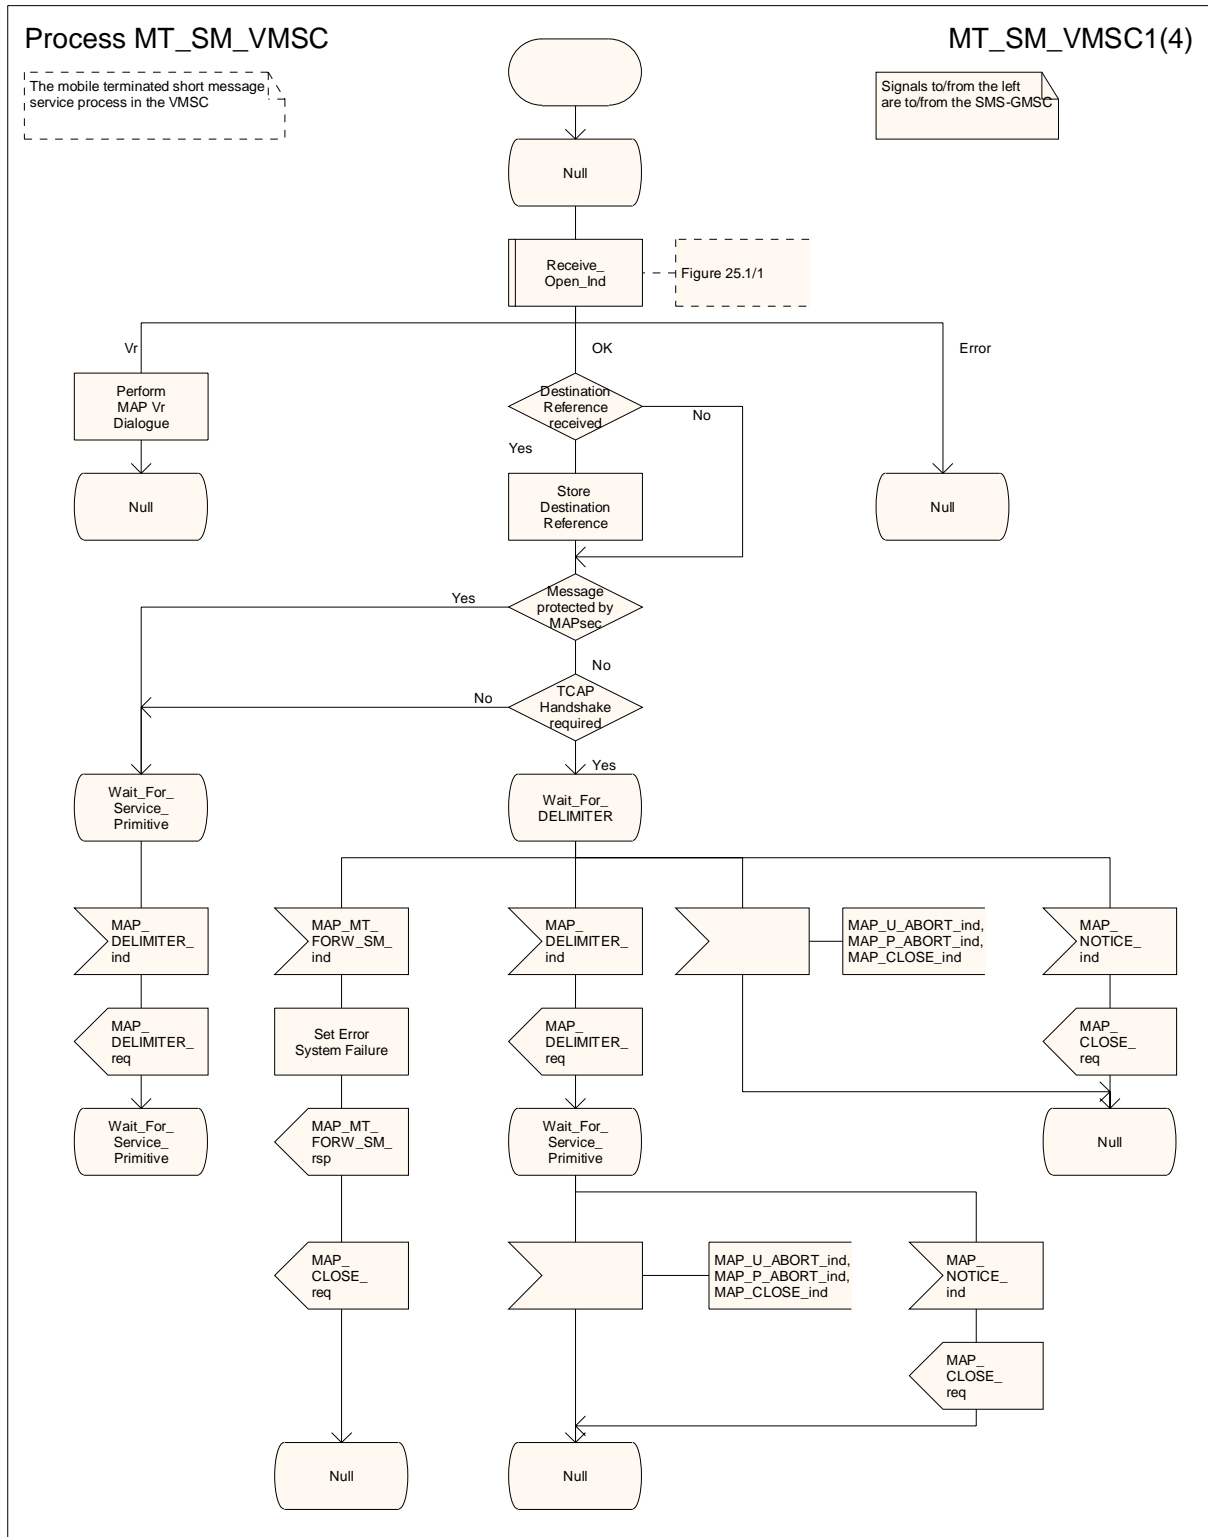 Process MT_SM_VMSC
MT_SM_VMSC1(4)
The mobile terminated short message
service process in the VMSC
Signals to/from the left
are to/from the SMS-GMSC
Null
Receive_
Open_Ind
Figure 25.1/1
Vr
OK
Error
Perform
MAP Vr
Dialogue
Destination
Reference
received
No
Yes
Null
Store
Destination
Reference
Null
Message
protected by
MAPsec
Yes
No
TCAP
Handshake
required
No
Yes
Wait_For_
Service_
Primitive
Wait_For_
DELIMITER
MAP_
DELIMITER_
ind
MAP_MT_
FORW_SM_
ind
MAP_
DELIMITER_
ind
MAP_U_ABORT_ind,
MAP_P_ABORT_ind,
MAP_CLOSE_ind
MAP_
NOTICE_
ind
MAP_
DELIMITER_
req
Set Error
System Failure
MAP_
DELIMITER_
req
MAP_
CLOSE_
req
Wait_For_
Service_
Primitive
MAP_MT_
FORW_SM_
rsp
Wait_For_
Service_
Primitive
Null
MAP_
CLOSE_
req
MAP_U_ABORT_ind,
MAP_P_ABORT_ind,
MAP_CLOSE_ind
MAP_
NOTICE_
ind
MAP_
CLOSE_
req
Null
Null